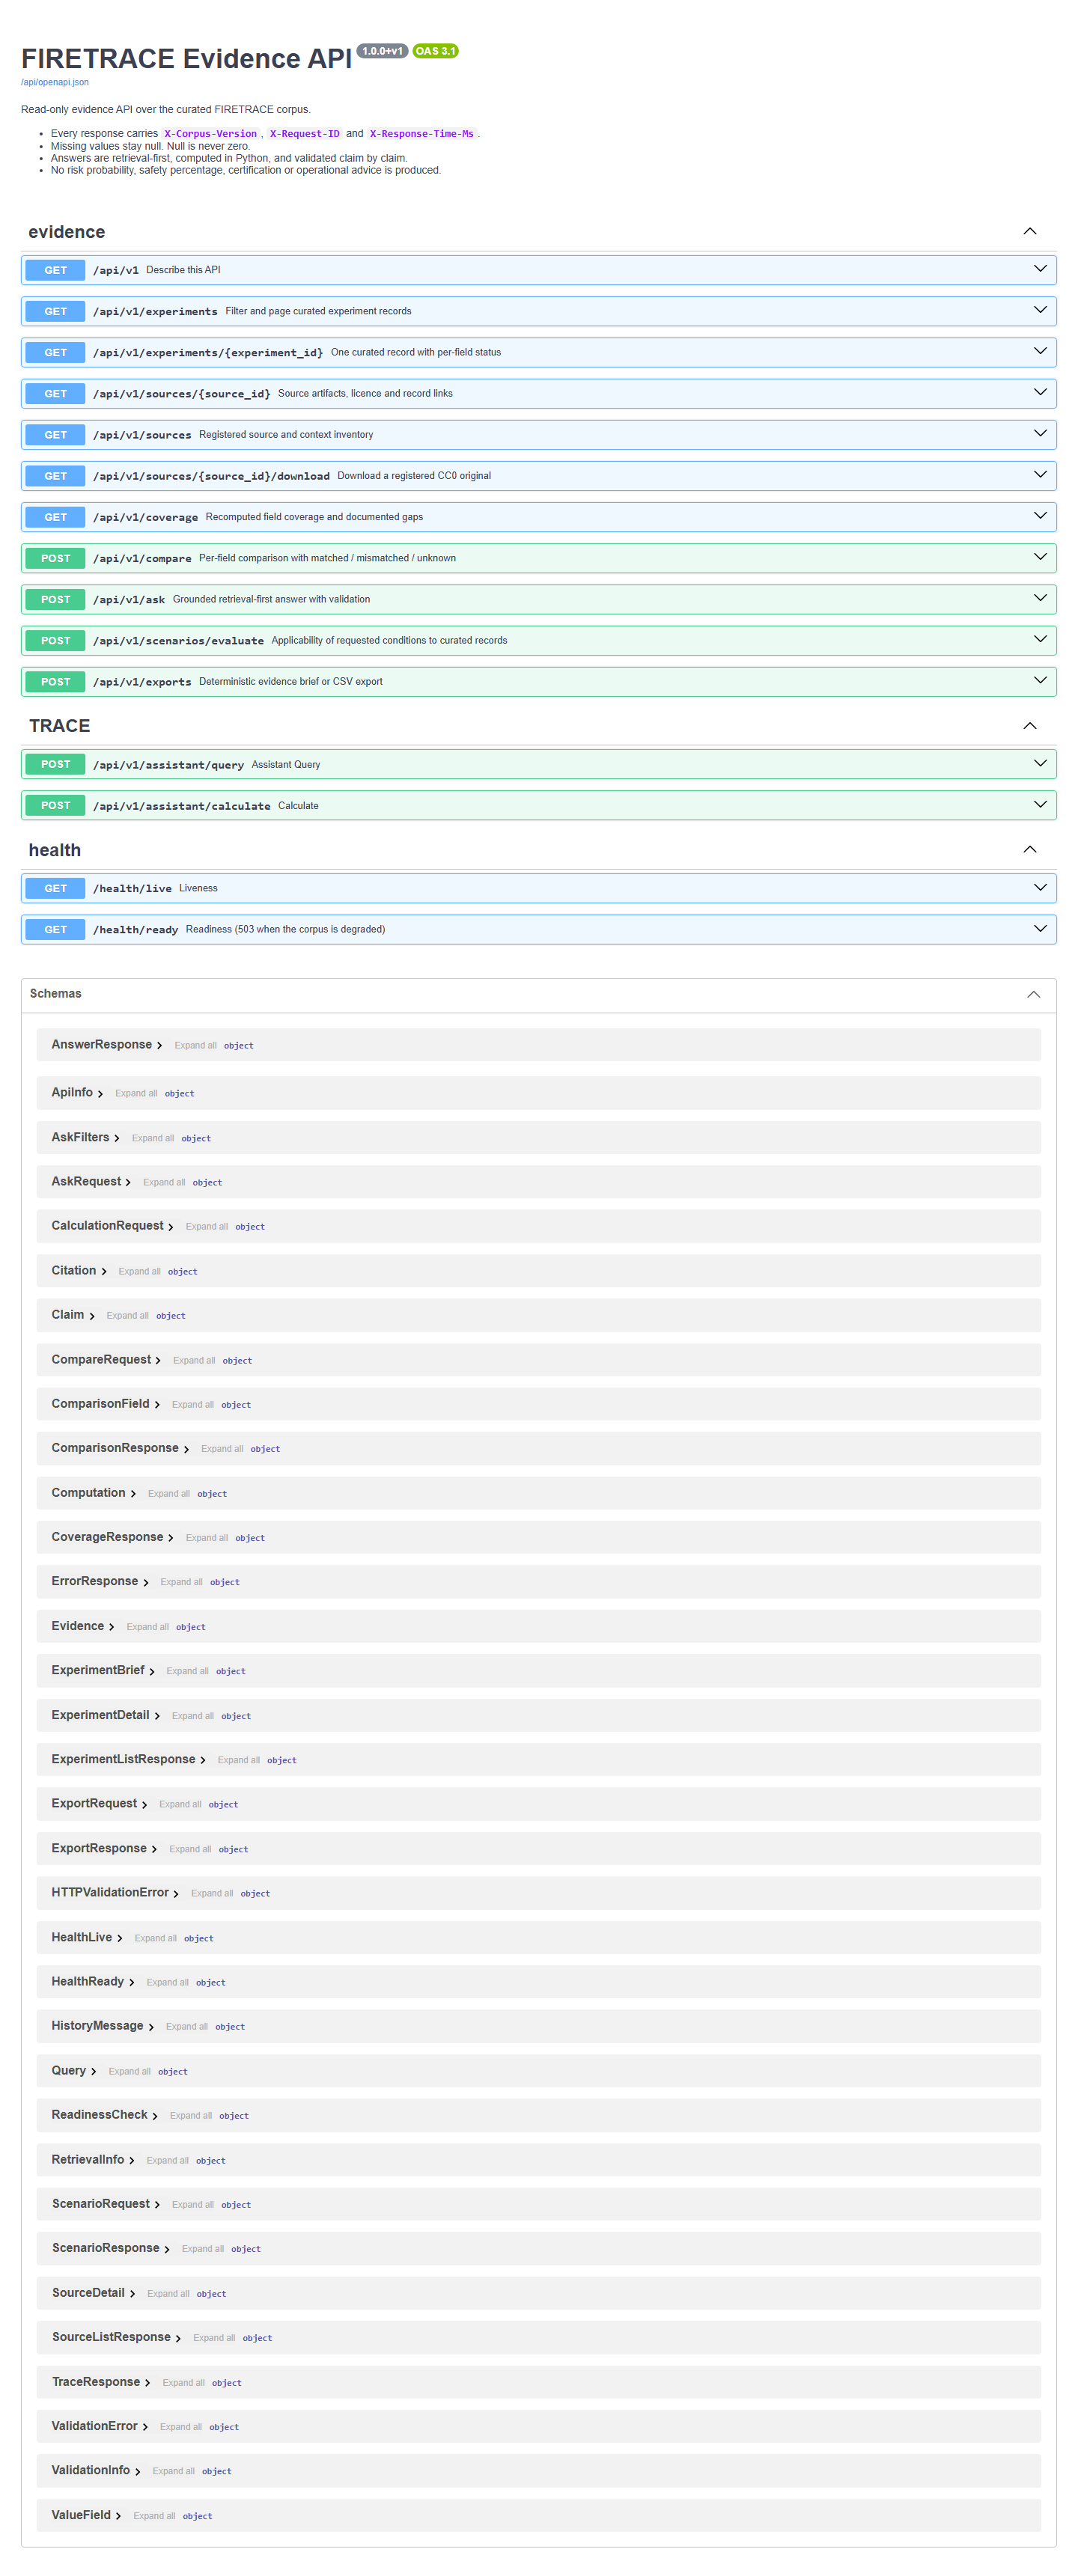 FIRETRACE Evidence API 1.0.0+v1 OAS 3.1
/api/openapi.json
Read-only evidence API over the curated FIRETRACE corpus.
Every response carries X-Corpus-Version, X-Request-ID and X-Response-Time-Ms.
Missing values stay null. Null is never zero.
Answers are retrieval-first, computed in Python, and validated claim by claim.
No risk probability, safety percentage, certification or operational advice is produced.
evidence
GET /api/v1 Describe this API
GET /api/v1/experiments Filter and page curated experiment records
GET /api/v1/experiments/{experiment_id} One curated record with per-field status
GET /api/v1/sources/{source_id} Source artifacts, licence and record links
GET /api/v1/sources Registered source and context inventory
GET /api/v1/sources/{source_id}/download Download a registered CC0 original
GET /api/v1/coverage Recomputed field coverage and documented gaps
POST /api/v1/compare Per-field comparison with matched / mismatched / unknown
POST /api/v1/ask Grounded retrieval-first answer with validation
POST /api/v1/scenarios/evaluate Applicability of requested conditions to curated records
POST /api/v1/exports Deterministic evidence brief or CSV export
TRACE
POST /api/v1/assistant/query Assistant Query
POST /api/v1/assistant/calculate Calculate
health
GET /health/live Liveness
GET /health/ready Readiness (503 when the corpus is degraded)
Schemas
AnswerResponse Expand all object
ApiInfo Expand all object
AskFilters Expand all object
AskRequest Expand all object
CalculationRequest Expand all object
Citation Expand all object
Claim Expand all object
CompareRequest Expand all object
ComparisonField Expand all object
ComparisonResponse Expand all object
Computation Expand all object
CoverageResponse Expand all object
ErrorResponse Expand all object
Evidence Expand all object
ExperimentBrief Expand all object
ExperimentDetail Expand all object
ExperimentListResponse Expand all object
ExportRequest Expand all object
ExportResponse Expand all object
HTTPValidationError Expand all object
HealthLive Expand all object
HealthReady Expand all object
HistoryMessage Expand all object
Query Expand all object
ReadinessCheck Expand all object
RetrievalInfo Expand all object
ScenarioRequest Expand all object
ScenarioResponse Expand all object
SourceDetail Expand all object
SourceListResponse Expand all object
TraceResponse Expand all object
ValidationError Expand all object
ValidationInfo Expand all object
ValueField Expand all object